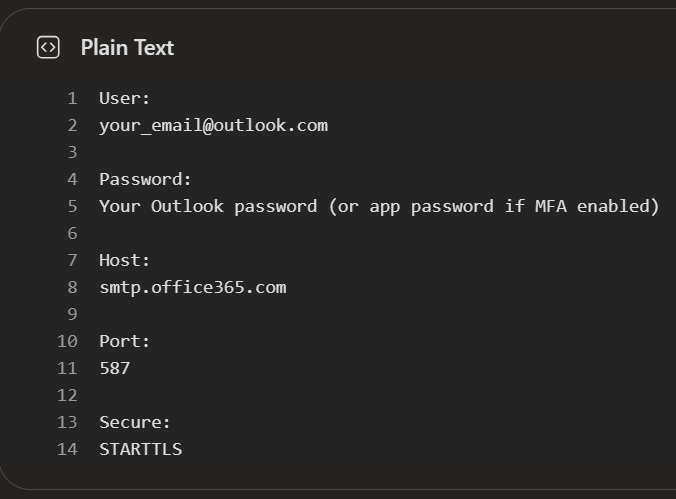 Plain Text
1 User:
2 your_email@outlook.com
3
4 Password:
5 Your Outlook password (or app password if MFA enabled)
6
7 Host:
8 smtp.office365.com
9
10 Port:
11 587
12
13 Secure:
14 STARTTLS